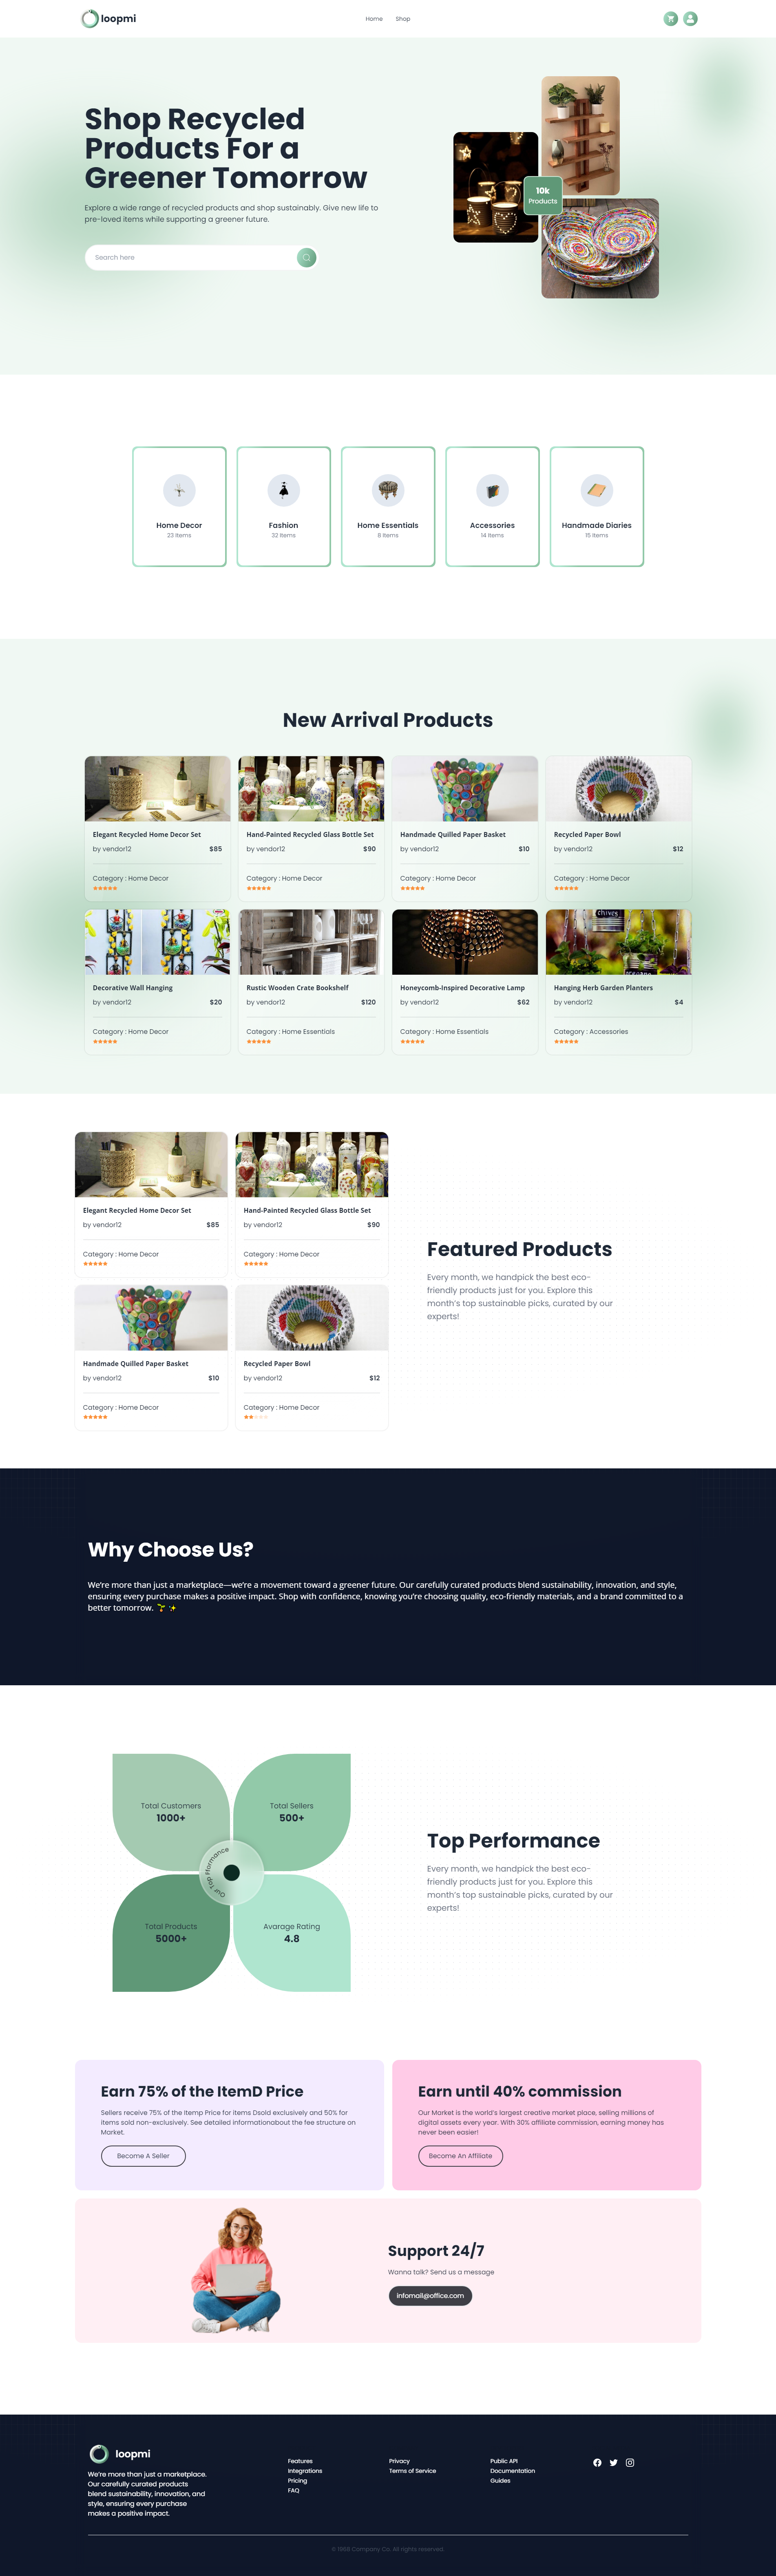 loopmi
Home
Shop
Shop Recycled
Products For a
Greener Tomorrow
Explore a wide range of recycled products and shop sustainably. Give new life to
pre-loved items while supporting a greener future.
Search here
10k
Products
Home Decor
23 Items
Fashion
32 Items
Home Essentials
8 Items
Accessories
14 Items
Handmade Diaries
15 Items
New Arrival Products
Elegant Recycled Home Decor Set
by vendor12 $85
Category : Home Decor
Hand-Painted Recycled Glass Bottle Set
by vendor12 $90
Category : Home Decor
Handmade Quilled Paper Basket
by vendor12 $10
Category : Home Decor
Recycled Paper Bowl
by vendor12 $12
Category : Home Decor
Decorative Wall Hanging
by vendor12 $20
Category : Home Decor
Rustic Wooden Crate Bookshelf
by vendor12 $120
Category : Home Essentials
Honeycomb-Inspired Decorative Lamp
by vendor12 $62
Category : Home Essentials
chives
Hanging Herb Garden Planters
by vendor12 $4
Category : Accessories
Elegant Recycled Home Decor Set
by vendor12 $85
Category : Home Decor
Hand-Painted Recycled Glass Bottle Set
by vendor12 $90
Category : Home Decor
Handmade Quilled Paper Basket
by vendor12 $10
Category : Home Decor
Recycled Paper Bowl
by vendor12 $12
Category : Home Decor
Featured Products
Every month, we handpick the best eco-
friendly products just for you. Explore this
month's top sustainable picks, curated by our
experts!
Why Choose Us?
We're more than just a marketplace—we're a movement toward a greener future. Our carefully curated products blend sustainability, innovation, and style,
ensuring every purchase makes a positive impact. Shop with confidence, knowing you're choosing quality, eco-friendly materials, and a brand committed to a
better tomorrow. 🌱 ✨
Total Customers
1000+
Total Sellers
500+
Our Top Pformance
Total Products
5000+
Avarage Rating
4.8
Top Performance
Every month, we handpick the best eco-
friendly products just for you. Explore this
month's top sustainable picks, curated by our
experts!
Earn 75% of the ItemD Price
Sellers receive 75% of the Itemp Price for Items Dsold exclusively and 50% for
items sold non-exclusively. See detailed informationabout the fee structure on
Market.
Become A Seller
Earn until 40% commission
Our Market is the world's largest creative market place, selling millions of
digital assets every year. With 30% affiliate commission, earning money has
never been easier!
Become An Affiliate
Support 24/7
Wanna talk? Send us a message
infomail@office.com
loopmi
We're more than just a marketplace.
Our carefully curated products
blend sustainability, innovation, and
style, ensuring every purchase
makes a positive impact.
Features
Integrations
Pricing
FAQ
Privacy
Terms of Service
Public API
Documentation
Guides
© 1968 Company Co. All rights reserved.